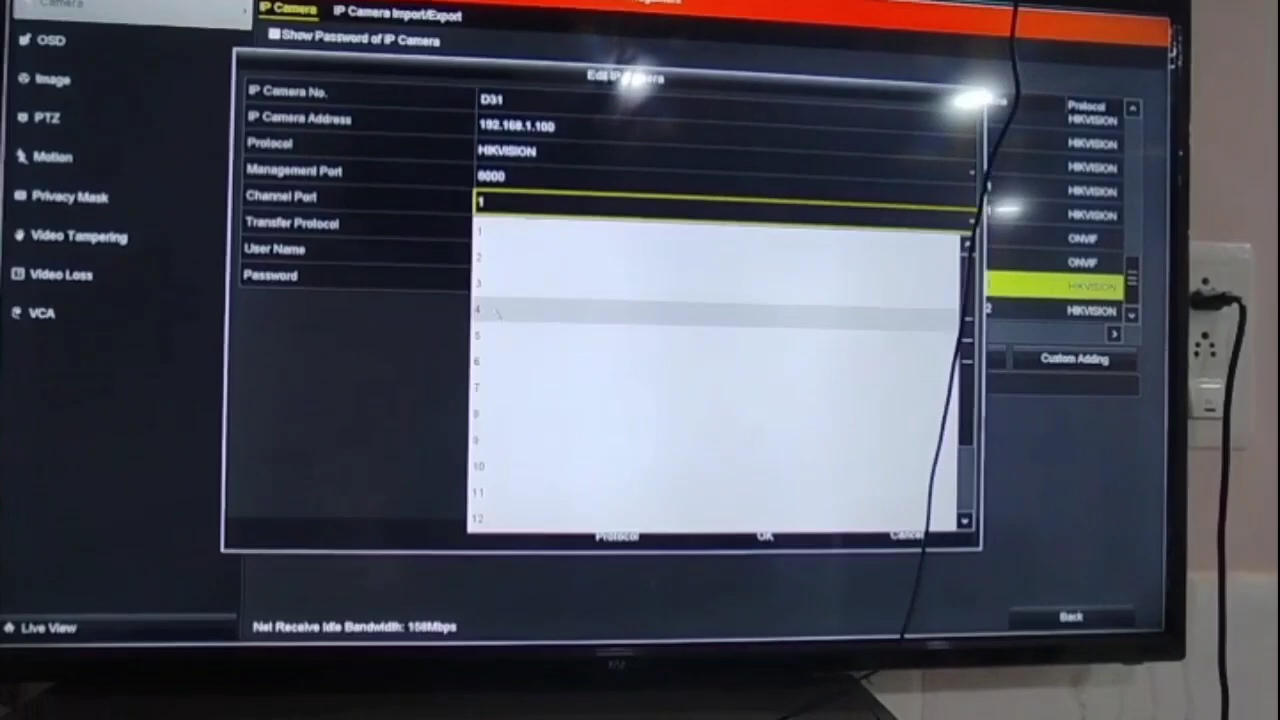 Camera
IP Camera
IP Camera Import/Export
OSD
Show Password of IP Camera
Image
PTZ
Motion
Privacy Mask
Video Tampering
Video Loss
VCA
Live View
Edit IP Camera
IP Camera No. D31
IP Camera Address 192.168.1.100
Protocol HIKVISION
Management Port 8000
Channel Port 1
Transfer Protocol
User Name
Password
1
2
3
4
5
6
7
8
9
10
11
12
Protocol OK Cancel
Protocol
HIKVISION
HIKVISION
HIKVISION
HIKVISION
HIKVISION
ONVIF
ONVIF
HIKVISION
2 HIKVISION
Custom Adding
Net Receive Idle Bandwidth: 158Mbps
Back